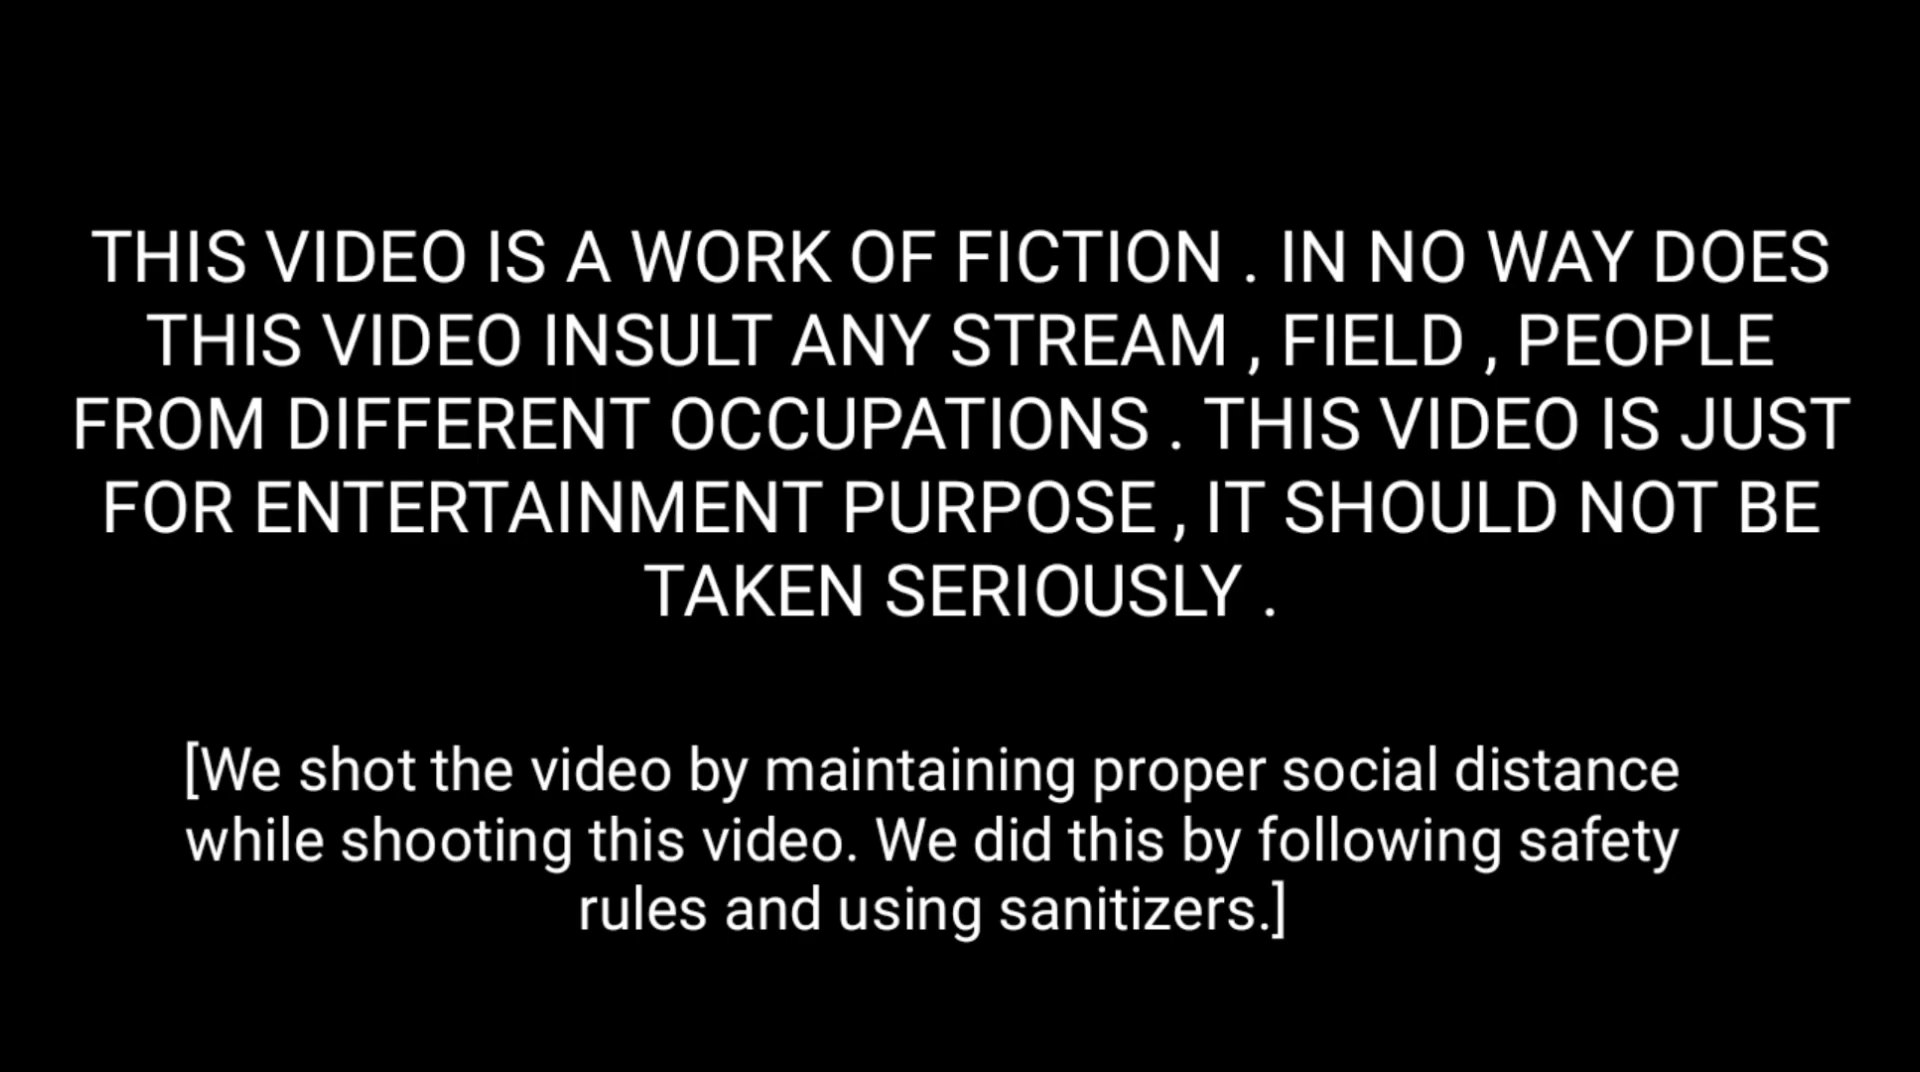 THIS VIDEO IS A WORK OF FICTION . IN NO WAY DOES
THIS VIDEO INSULT ANY STREAM , FIELD , PEOPLE
FROM DIFFERENT OCCUPATIONS . THIS VIDEO IS JUST
FOR ENTERTAINMENT PURPOSE , IT SHOULD NOT BE
TAKEN SERIOUSLY .
[We shot the video by maintaining proper social distance
while shooting this video. We did this by following safety
rules and using sanitizers.]